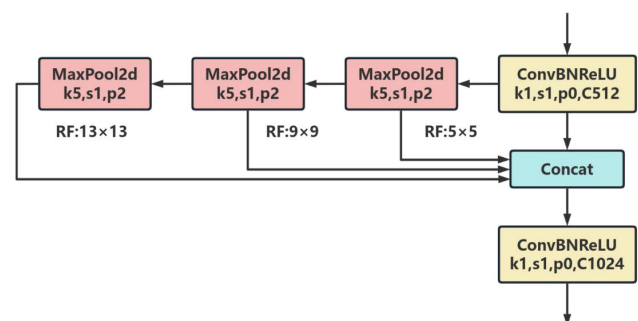 MaxPool2d
k5,s1,p2
MaxPool2d
k5,s1,p2
MaxPool2d
k5,s1,p2
ConvBNReLU
k1,s1,p0,C512
RF:13×13
RF:9×9
RF:5×5
Concat
ConvBNReLU
k1,s1,p0,C1024